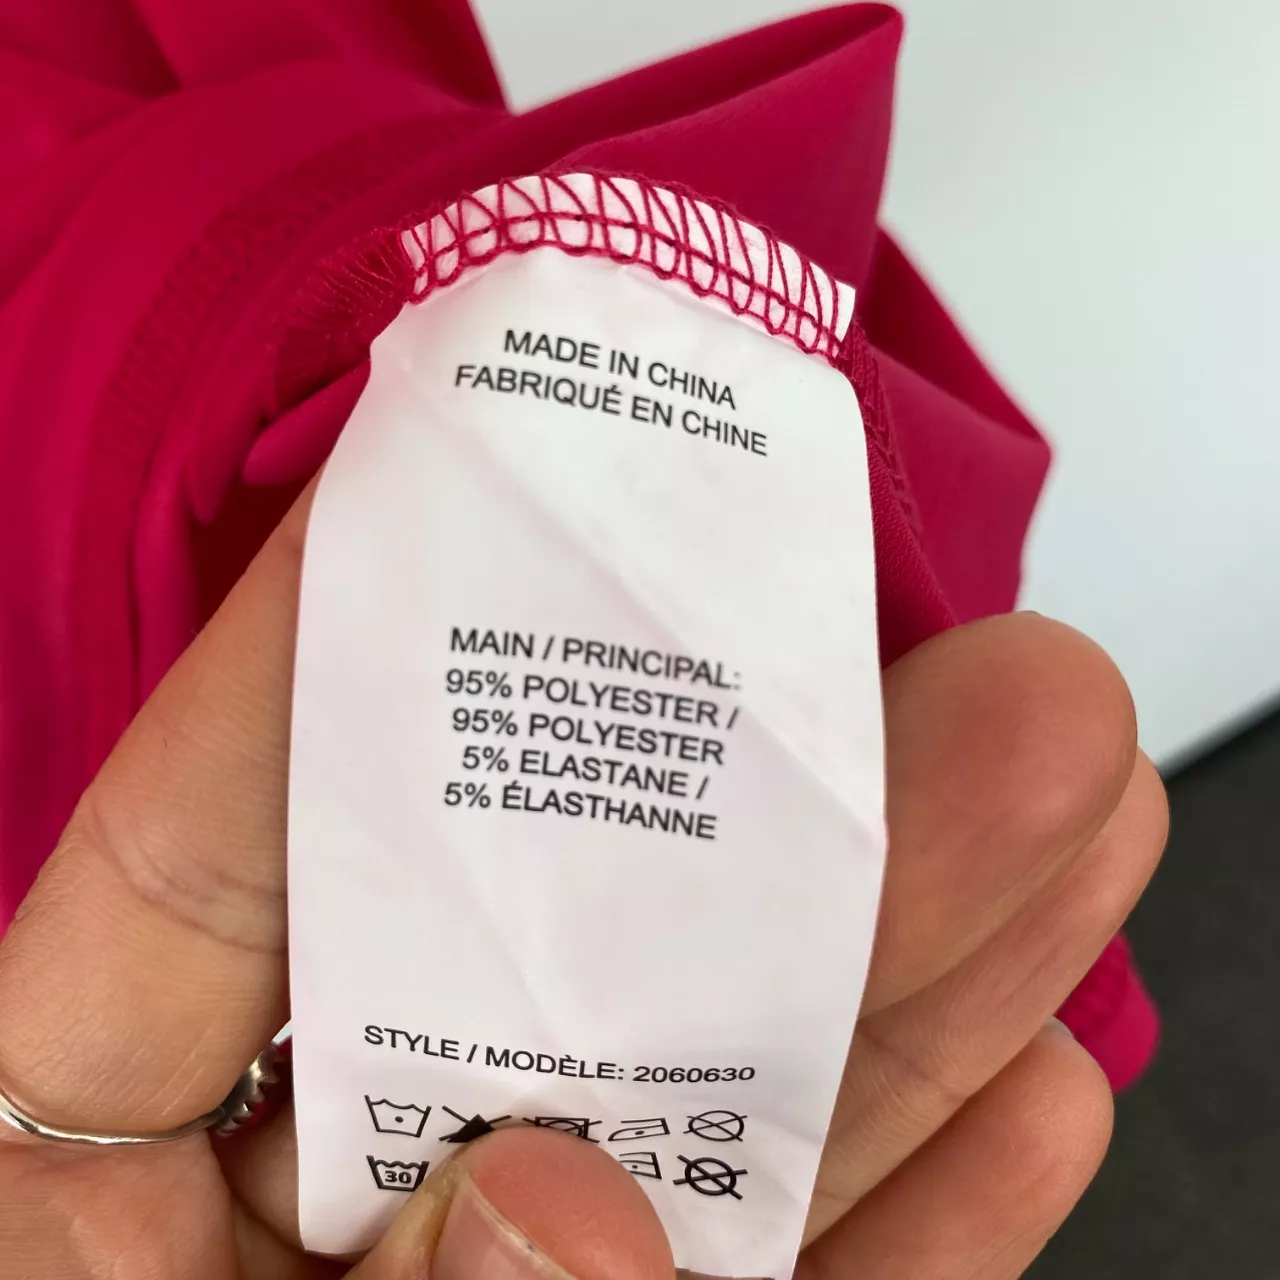 MADE IN CHINA
FABRIQUÉ EN CHINE
MAIN / PRINCIPAL:
95% POLYESTER /
95% POLYESTER
5% ELASTANE /
5% ÉLASTHANNE
STYLE / MODÈLE: 2060630
30